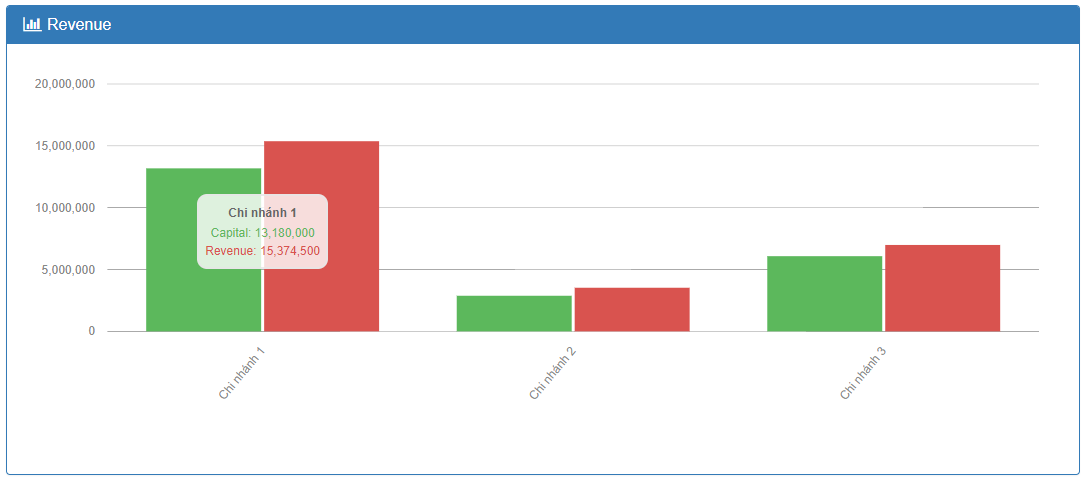 Revenue
20,000,000
15,000,000
10,000,000
5,000,000
0
Chi nhánh 1
Capital: 13,180,000
Revenue: 15,374,500
Chi nhánh 1
Chi nhánh 2
Chi nhánh 3